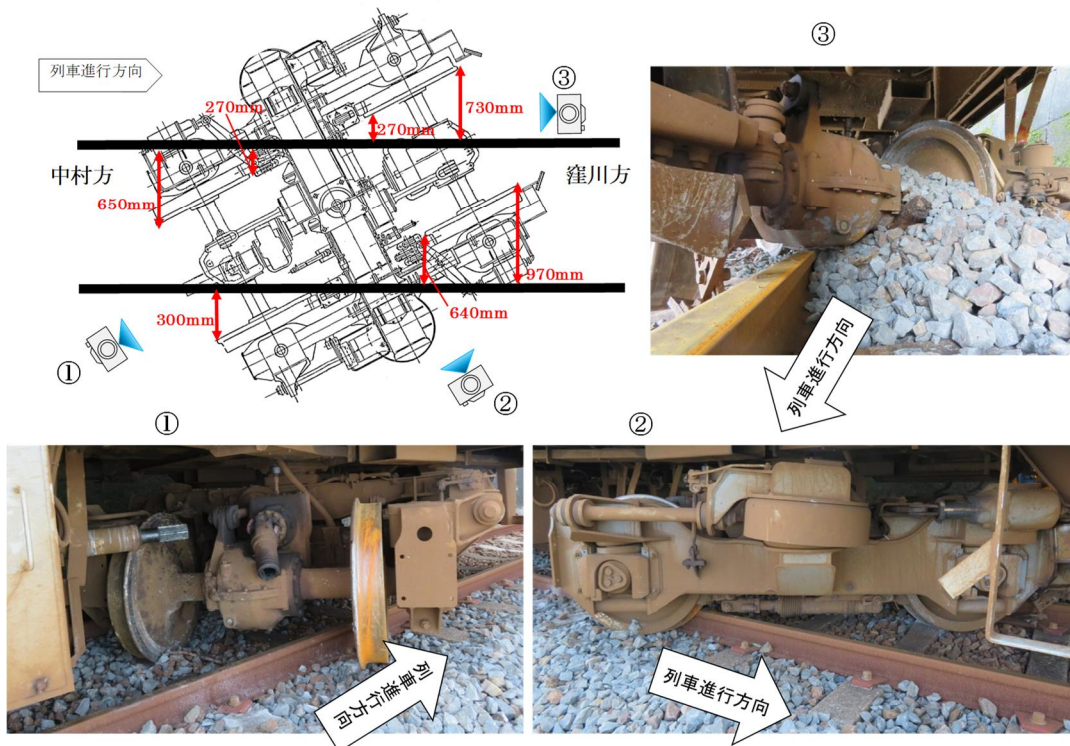 ③
列車進行方向
③
270mm
730mm
270mm
中村方
窪川方
650mm
970mm
300mm
640mm
①
②
列車進行方向
①
②
列車進行方向
列車進行方向